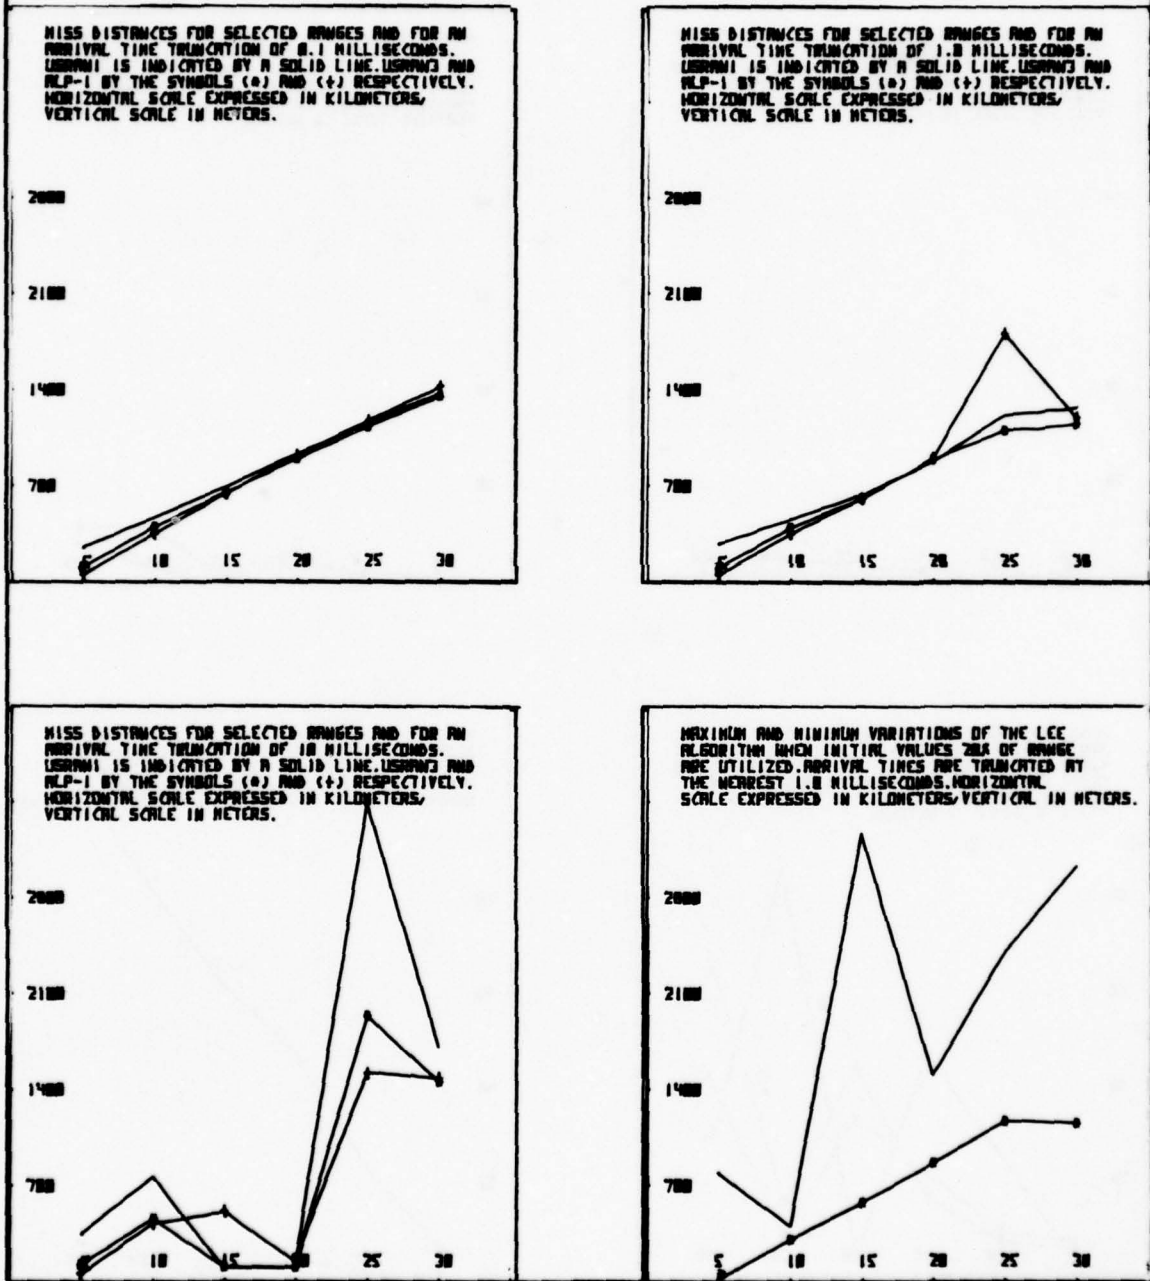 MISS DISTANCES FOR SELECTED RANGES AND FOR AN
ARRIVAL TIME TRUNCATION OF 0.1 MILLISECONDS.
USRAN1 IS INDICATED BY A SOLID LINE.USRAN3 AND
ALP-1 BY THE SYMBOLS (*) AND (+) RESPECTIVELY.
HORIZONTAL SCALE EXPRESSED IN KILOMETERS,
VERTICAL SCALE IN METERS.
2800
2100
1400
700
5 10 15 20 25 30
MISS DISTANCES FOR SELECTED RANGES AND FOR AN
ARRIVAL TIME TRUNCATION OF 1.0 MILLISECONDS.
USRAN1 IS INDICATED BY A SOLID LINE.USRAN3 AND
ALP-1 BY THE SYMBOLS (*) AND (+) RESPECTIVELY.
HORIZONTAL SCALE EXPRESSED IN KILOMETERS,
VERTICAL SCALE IN METERS.
2800
2100
1400
700
5 10 15 20 25 30
MISS DISTANCES FOR SELECTED RANGES AND FOR AN
ARRIVAL TIME TRUNCATION OF 10 MILLISECONDS.
USRAN1 IS INDICATED BY A SOLID LINE.USRAN3 AND
ALP-1 BY THE SYMBOLS (*) AND (+) RESPECTIVELY.
HORIZONTAL SCALE EXPRESSED IN KILOMETERS,
VERTICAL SCALE IN METERS.
2800
2100
1400
700
10 15 20 25 30
MAXIMUM AND MINIMUM VARIATIONS OF THE LEE
ALGORITHM WHEN INITIAL VALUES 20% OF RANGE
ARE UTILIZED.ARRIVAL TIMES ARE TRUNCATED AT
THE NEAREST 1.0 MILLISECONDS.HORIZONTAL
SCALE EXPRESSED IN KILOMETERS,VERTICAL IN METERS.
2800
2100
1400
700
5 10 15 20 25 30